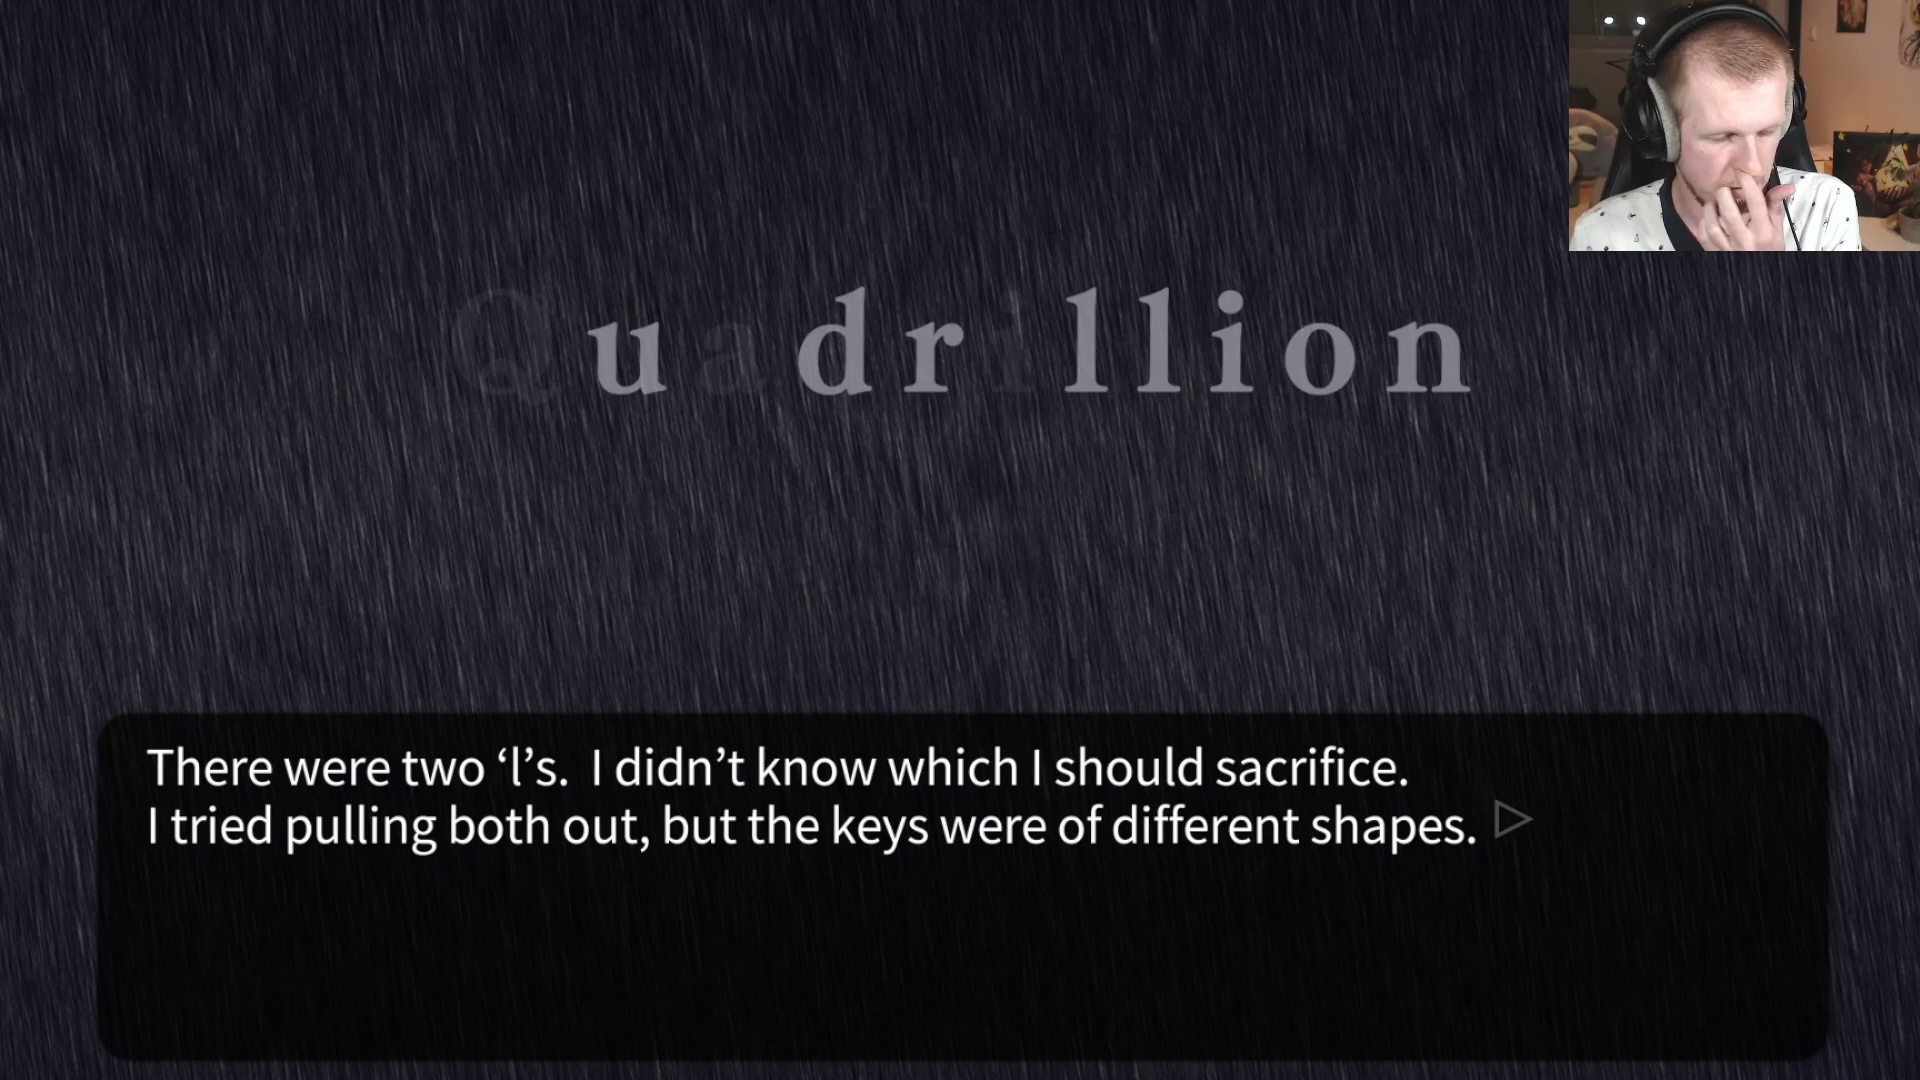 Quadrillion
There were two ‘l’s.  I didn’t know which I should sacrifice.
I tried pulling both out, but the keys were of different shapes.